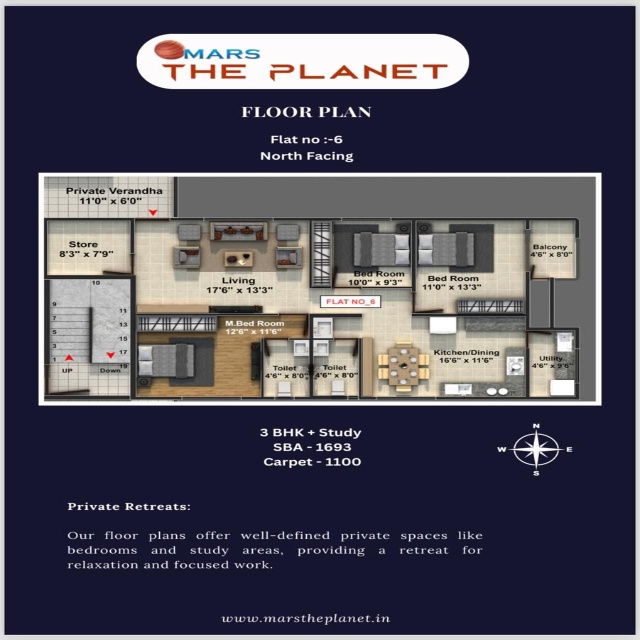 MARS
THE PLANET
FLOOR PLAN
Flat no :-6
North Facing
Private Verandha
11'0" x 6'0"
Store
8'3" x 7'9"
Living
17'6" x 13'3"
Bed Room
10'0" x 9'3"
Bed Room
11'0" x 13'3"
Balcony
4'6" x 8'0"
FLAT NO_6
M.Bed Room
12'6" x 11'6"
Toilet
4'6" x 8'0"
Toilet
4'6" x 8'0"
Kitchen/Dining
16'6" x 11'6"
Utility
4'6" x 9'6"
10
9
7
5
3
1
11
13
15
17
19
UP
Down
3 BHK + Study
SBA - 1693
Carpet - 1100
N
W E
S
Private Retreats:
Our floor plans offer well-defined private spaces like
bedrooms and study areas, providing a retreat for
relaxation and focused work.
www.marstheplanet.in